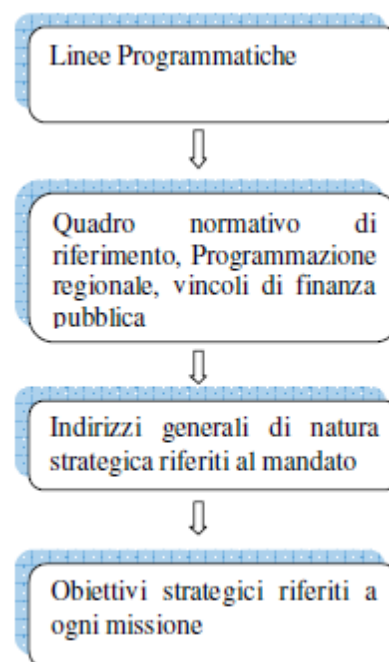 Linee Programmatiche
Quadro normativo di
riferimento, Programmazione
regionale, vincoli di finanza
pubblica
Indirizzi generali di natura
strategica riferiti al mandato
Obiettivi strategici riferiti a
ogni missione